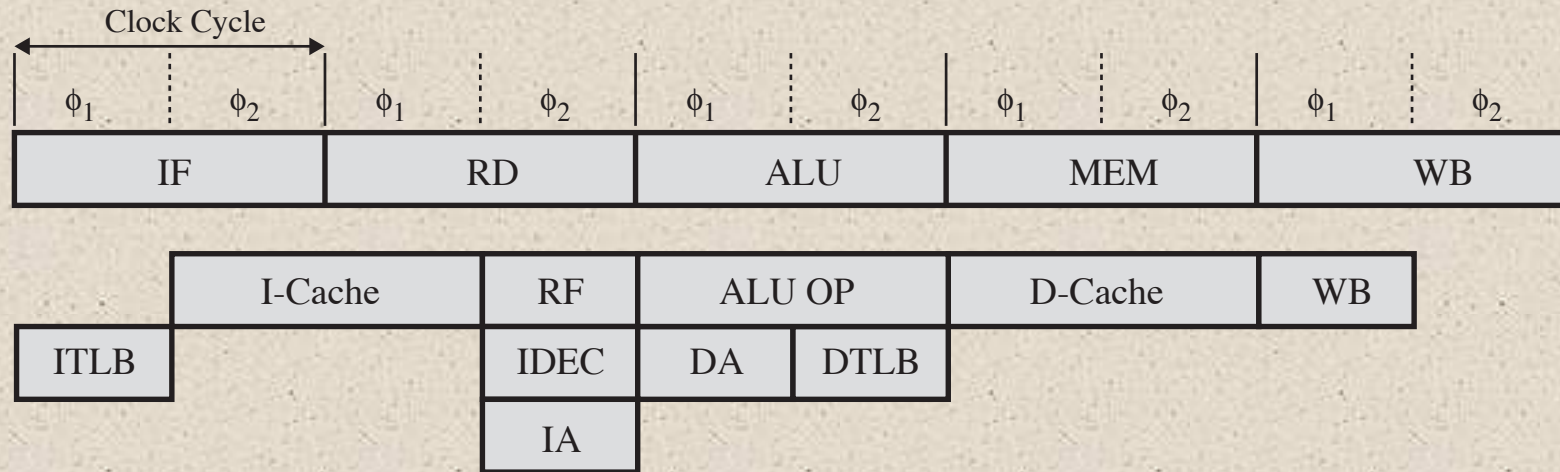 Clock Cycle
ϕ1 ϕ2 ϕ1 ϕ2 ϕ1 ϕ2 ϕ1 ϕ2 ϕ1 ϕ2
IF RD ALU MEM WB
I-Cache RF ALU OP D-Cache WB
ITLB IDEC DA DTLB
IA